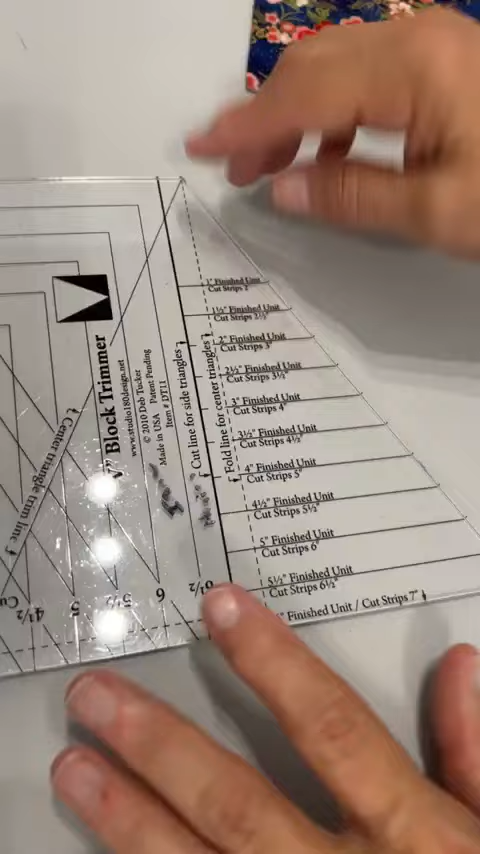 1" Finished Unit
Cut Strips 2"
1½" Finished Unit
Cut Strips 2½"
2" Finished Unit
Cut Strips 3"
2½" Finished Unit
Cut Strips 3½"
3" Finished Unit
Cut Strips 4"
3½" Finished Unit
Cut Strips 4½"
4" Finished Unit
Cut Strips 5"
4½" Finished Unit
Cut Strips 5½"
5" Finished Unit
Cut Strips 6"
5½" Finished Unit
Cut Strips 6½"
Finished Unit / Cut Strips 7"
Fold line for center triangles
Cut line for side triangles
Block Trimmer
www.studio180design.net
© 2010 Deb Tucker
Made in USA Patent Pending
Item # DT11
Center triangle trim line
4½
5
5½
6
6½